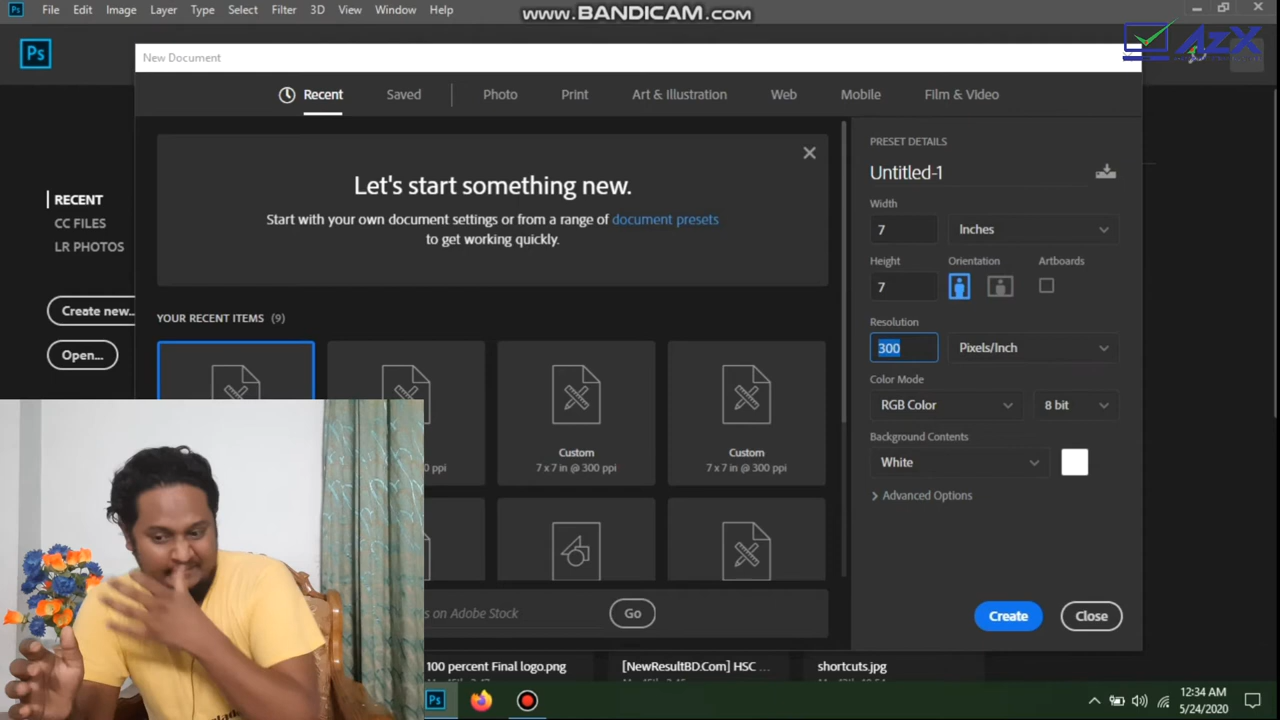 Ps File Edit Image Layer Type Select Filter 3D View Window Help
www.BANDICAM.com
AzX
Ps
New Document
Recent Saved Photo Print Art & Illustration Web Mobile Film & Video
RECENT
CC FILES
LR PHOTOS
Create new...
Open...
Let's start something new.
Start with your own document settings or from a range of document presets
to get working quickly.
YOUR RECENT ITEMS (9)
ppi
Custom
7 x 7 in @ 300 ppi
Custom
7 x 7 in @ 300 ppi
s on Adobe Stock
Go
PRESET DETAILS
Untitled-1
Width
7 Inches
Height Orientation Artboards
7
Resolution
300 Pixels/Inch
Color Mode
RGB Color 8 bit
Background Contents
White
Advanced Options
Create Close
100 percent Final logo.png [NewResultBD.Com] HSC ... shortcuts.jpg
Ps
12:34 AM
5/24/2020